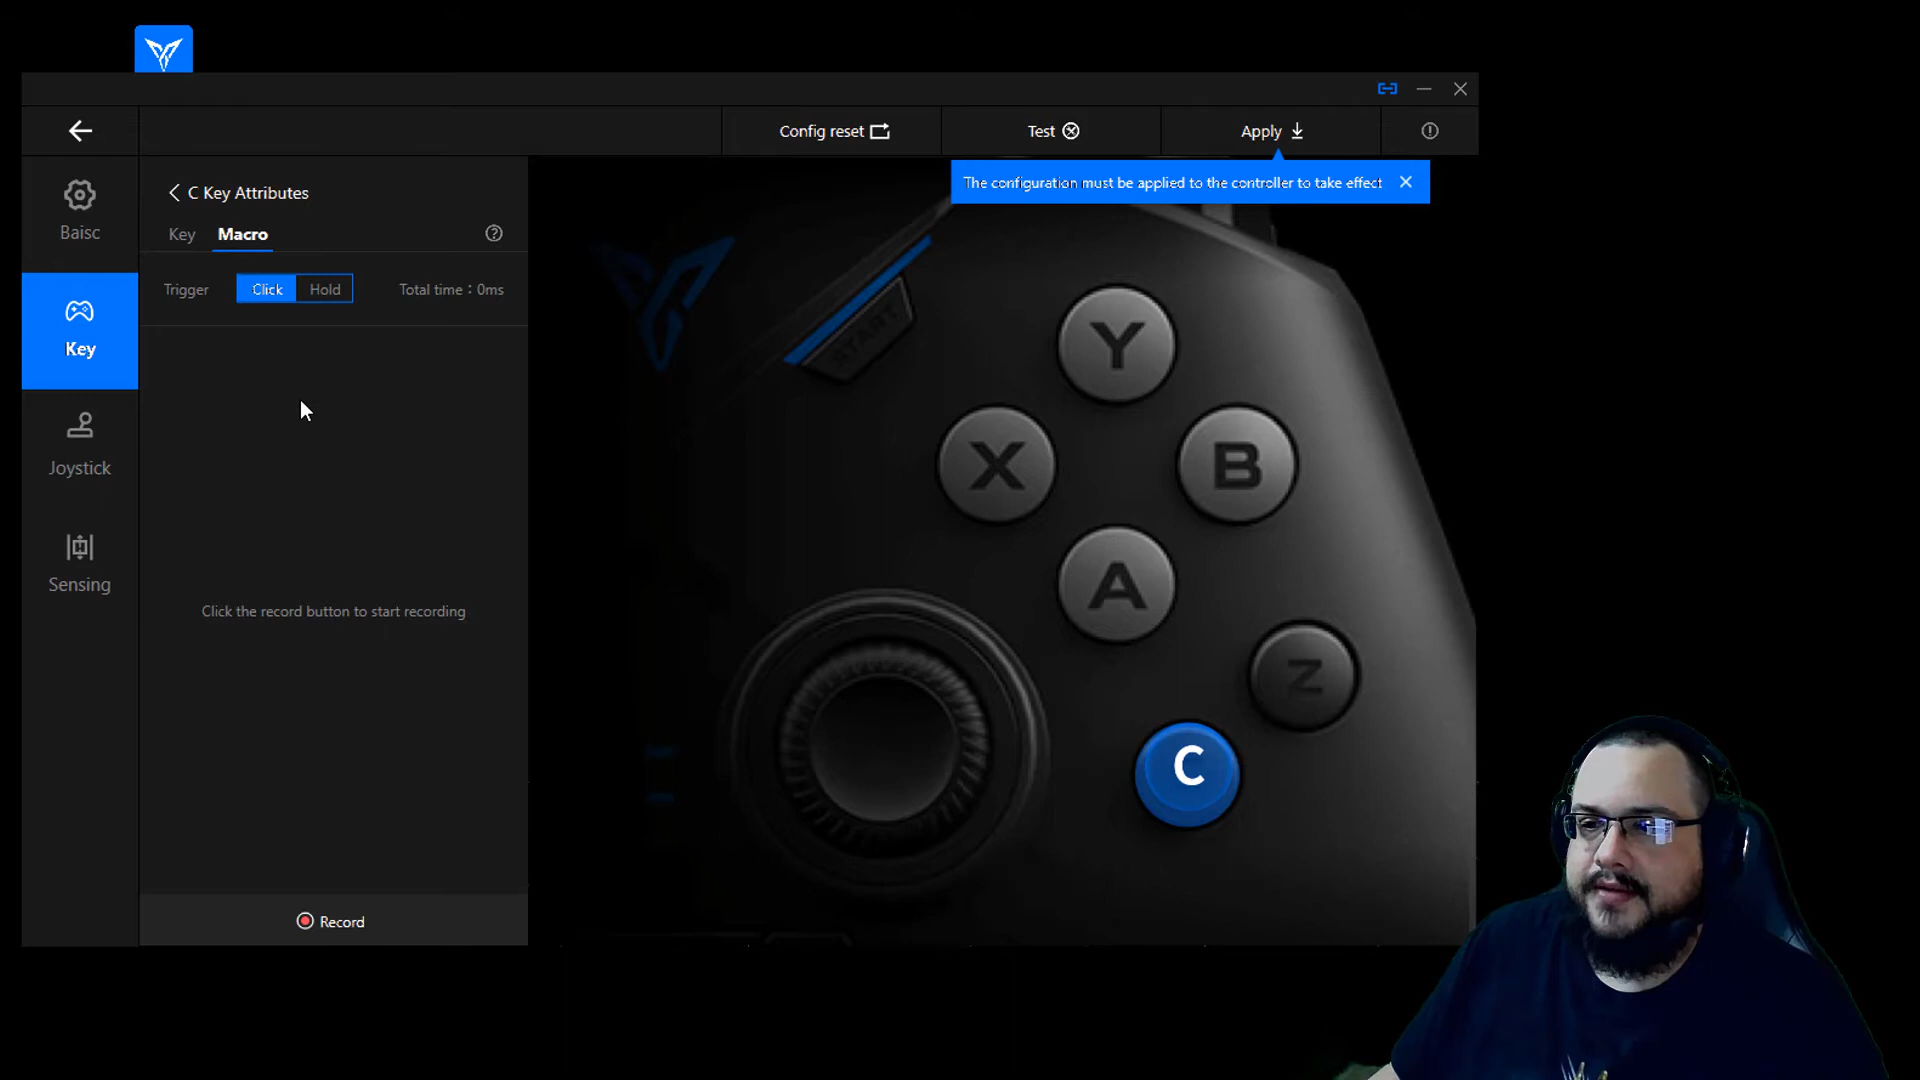 Config reset
Test
Apply
The configuration must be applied to the controller to take effect
Baisc
Key
Joystick
Sensing
C Key Attributes
Key Macro
Trigger Click Hold Total time：0ms
Click the record button to start recording
Record
START
Y
X
B
A
Z
C